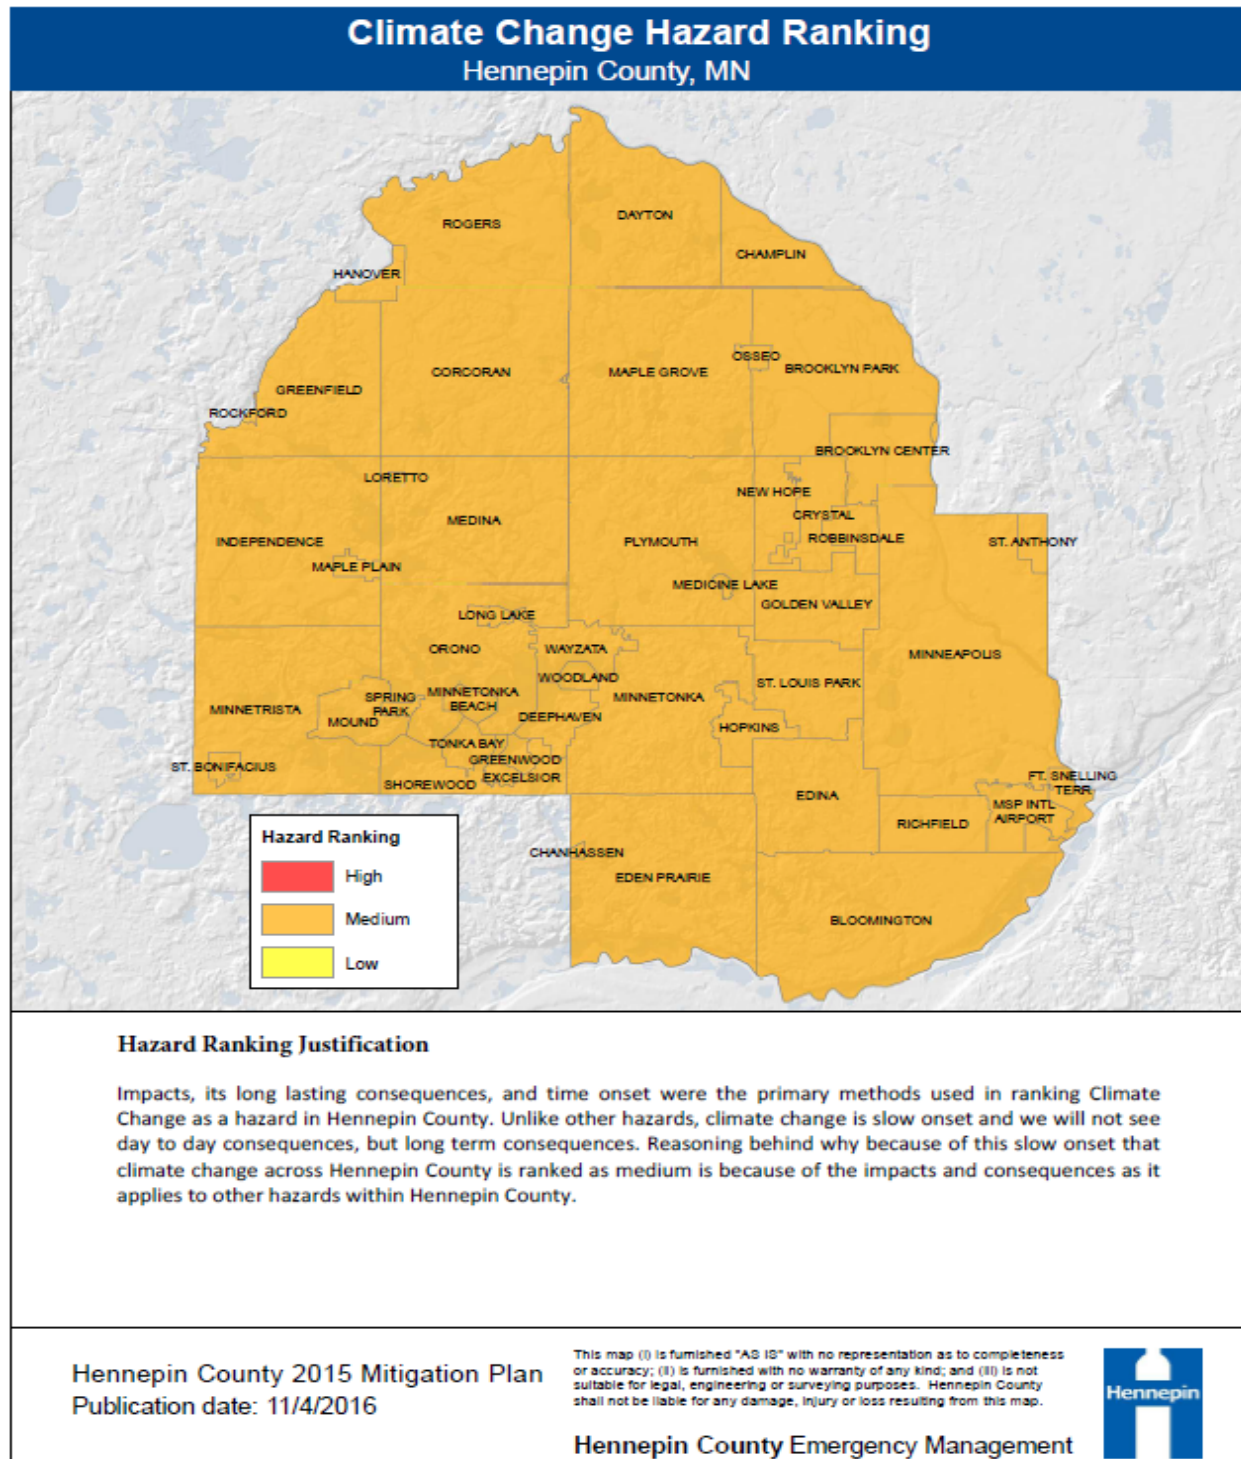 Climate Change Hazard Ranking
Hennepin County, MN
ROGERS
DAYTON
CHAMPLIN
HANOVER
OSSEO
CORCORAN
MAPLE GROVE
BROOKLYN PARK
GREENFIELD
ROCKFORD
BROOKLYN CENTER
LORETTO
NEW HOPE
MEDINA
CRYSTAL
INDEPENDENCE
PLYMOUTH
ROBBINSDALE
ST. ANTHONY
MAPLE PLAIN
MEDICINE LAKE
GOLDEN VALLEY
LONG LAKE
ORONO
WAYZATA
MINNEAPOLIS
WOODLAND
ST. LOUIS PARK
MINNETONKA
BEACH
SPRING
PARK
MINNETONKA
MINNETRISTA
MOUND
DEEPHAVEN
HOPKINS
TONKA BAY
GREENWOOD
ST. BONIFACIUS
EXCELSIOR
SHOREWOOD
FT. SNELLING
TERR.
EDINA
MSP INTL
AIRPORT
RICHFIELD
CHANHASSEN
EDEN PRAIRIE
BLOOMINGTON
Hazard Ranking
High
Medium
Low
Hazard Ranking Justification
Impacts, its long lasting consequences, and time onset were the primary methods used in ranking Climate
Change as a hazard in Hennepin County. Unlike other hazards, climate change is slow onset and we will not see
day to day consequences, but long term consequences. Reasoning behind why because of this slow onset that
climate change across Hennepin County is ranked as medium is because of the impacts and consequences as it
applies to other hazards within Hennepin County.
Hennepin County 2015 Mitigation Plan
Publication date: 11/4/2016
This map (i) is furnished "AS IS" with no representation as to completeness
or accuracy; (ii) is furnished with no warranty of any kind; and (iii) is not
suitable for legal, engineering or surveying purposes. Hennepin County
shall not be liable for any damage, injury or loss resulting from this map.
Hennepin County Emergency Management
Hennepin